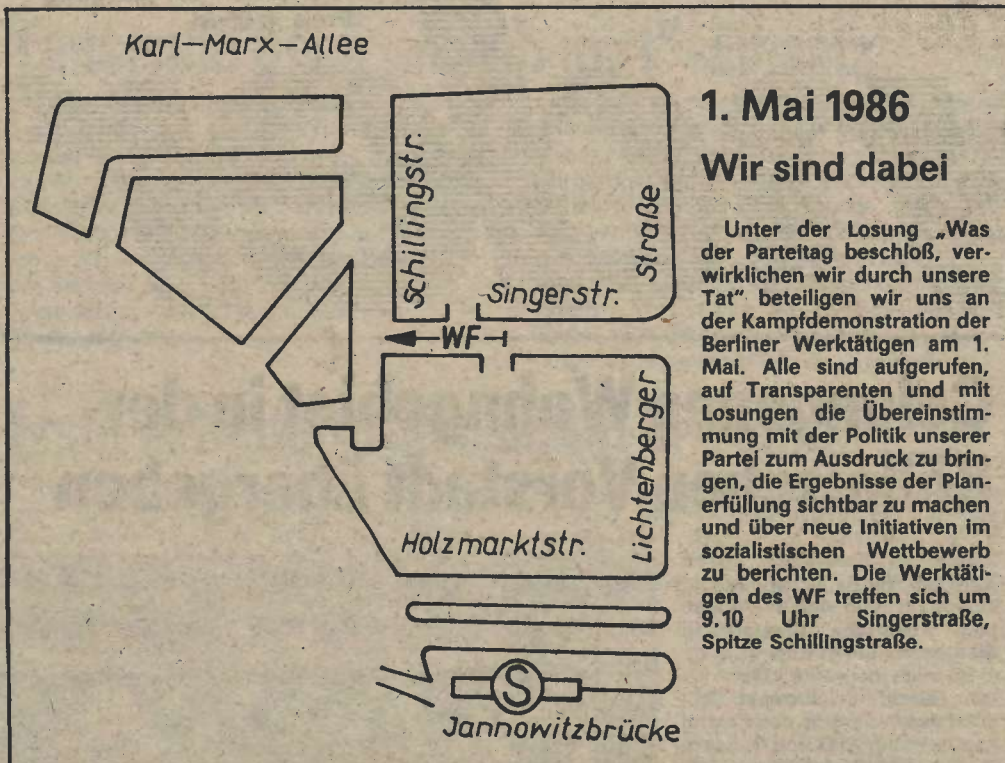 Karl-Marx-Allee
Schillingstr.
Singerstr.
Straße
WF
Lichtenberger
Holzmarktstr.
S
Jannowitzbrücke
1. Mai 1986
Wir sind dabei
Unter der Losung „Was
der Parteitag beschloß, ver-
wirklichen wir durch unsere
Tat" beteiligen wir uns an
der Kampfdemonstration der
Berliner Werktätigen am 1.
Mai. Alle sind aufgerufen,
auf Transparenten und mit
Losungen die Übereinstim-
mung mit der Politik unserer
Partei zum Ausdruck zu brin-
gen, die Ergebnisse der Plan-
erfüllung sichtbar zu machen
und über neue Initiativen im
sozialistischen Wettbewerb
zu berichten. Die Werktäti-
gen des WF treffen sich um
9.10 Uhr Singerstraße,
Spitze Schillingstraße.